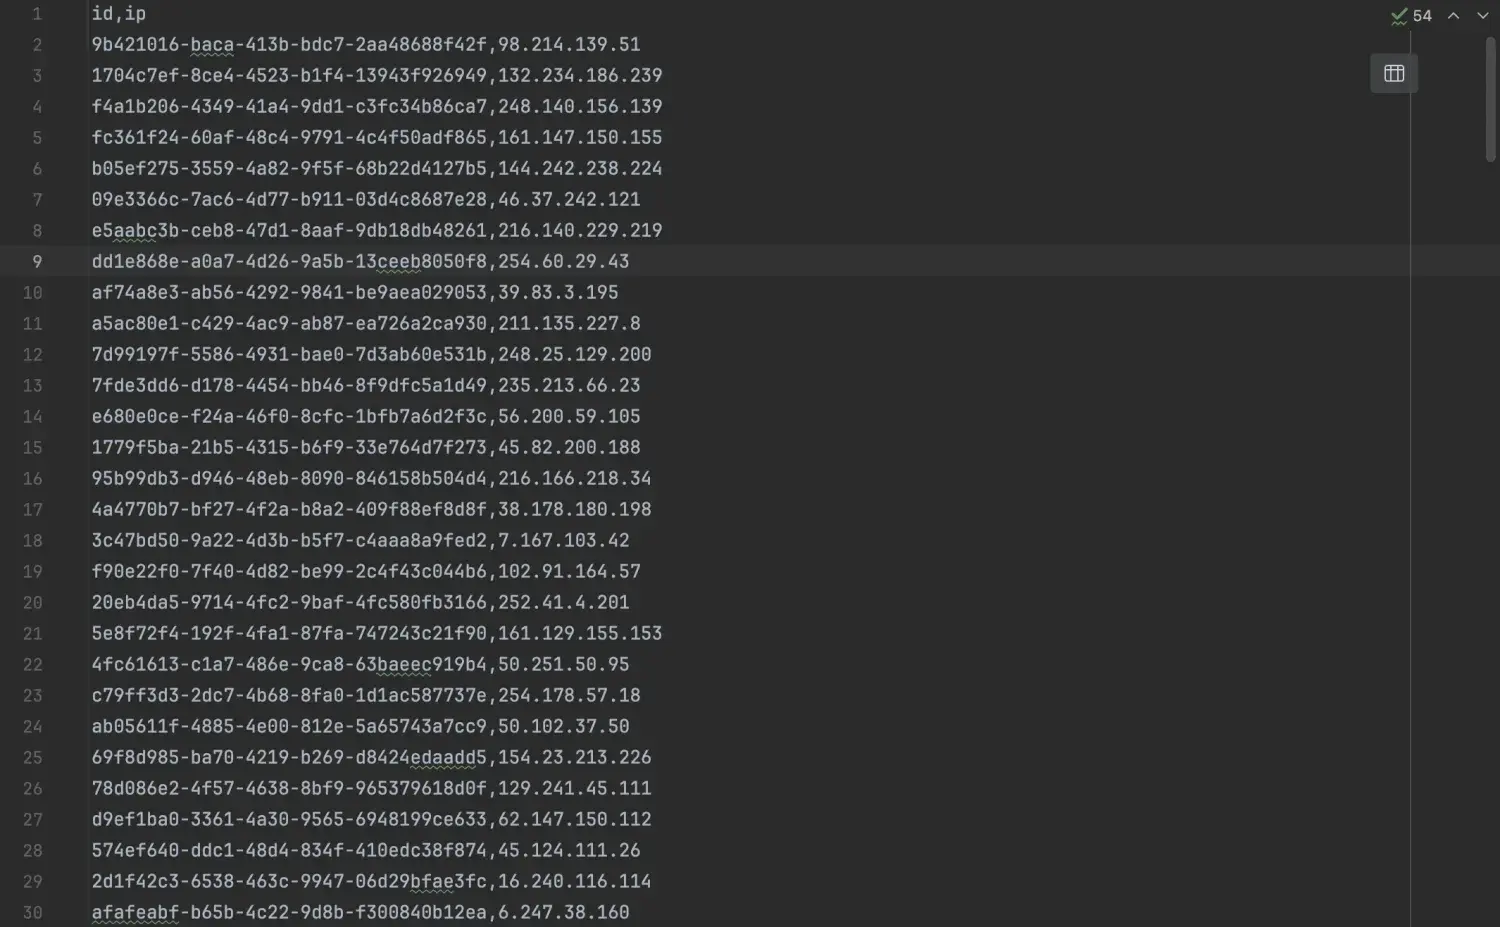 54
1 id,ip
2 9b421016-baca-413b-bdc7-2aa48688f42f,98.214.139.51
3 1704c7ef-8ce4-4523-b1f4-13943f926949,132.234.186.239
4 f4a1b206-4349-41a4-9dd1-c3fc34b86ca7,248.140.156.139
5 fc361f24-60af-48c4-9791-4c4f50adf865,161.147.150.155
6 b05ef275-3559-4a82-9f5f-68b22d4127b5,144.242.238.224
7 09e3366c-7ac6-4d77-b911-03d4c8687e28,46.37.242.121
8 e5aabc3b-ceb8-47d1-8aaf-9db18db48261,216.140.229.219
9 dd1e868e-a0a7-4d26-9a5b-13ceeb8050f8,254.60.29.43
10 af74a8e3-ab56-4292-9841-be9aea029053,39.83.3.195
11 a5ac80e1-c429-4ac9-ab87-ea726a2ca930,211.135.227.8
12 7d99197f-5586-4931-bae0-7d3ab60e531b,248.25.129.200
13 7fde3dd6-d178-4454-bb46-8f9dfc5a1d49,235.213.66.23
14 e680e0ce-f24a-46f0-8cfc-1bfb7a6d2f3c,56.200.59.105
15 1779f5ba-21b5-4315-b6f9-33e764d7f273,45.82.200.188
16 95b99db3-d946-48eb-8090-846158b504d4,216.166.218.34
17 4a4770b7-bf27-4f2a-b8a2-409f88ef8d8f,38.178.180.198
18 3c47bd50-9a22-4d3b-b5f7-c4aaa8a9fed2,7.167.103.42
19 f90e22f0-7f40-4d82-be99-2c4f43c044b6,102.91.164.57
20 20eb4da5-9714-4fc2-9baf-4fc580fb3166,252.41.4.201
21 5e8f72f4-192f-4fa1-87fa-747243c21f90,161.129.155.153
22 4fc61613-c1a7-486e-9ca8-63baeec919b4,50.251.50.95
23 c79ff3d3-2dc7-4b68-8fa0-1d1ac587737e,254.178.57.18
24 ab05611f-4885-4e00-812e-5a65743a7cc9,50.102.37.50
25 69f8d985-ba70-4219-b269-d8424edaadd5,154.23.213.226
26 78d086e2-4f57-4638-8bf9-965379618d0f,129.241.45.111
27 d9ef1ba0-3361-4a30-9565-6948199ce633,62.147.150.112
28 574ef640-ddc1-48d4-834f-410edc38f874,45.124.111.26
29 2d1f42c3-6538-463c-9947-06d29bfae3fc,16.240.116.114
30 afafeabf-b65b-4c22-9d8b-f300840b12ea,6.247.38.160